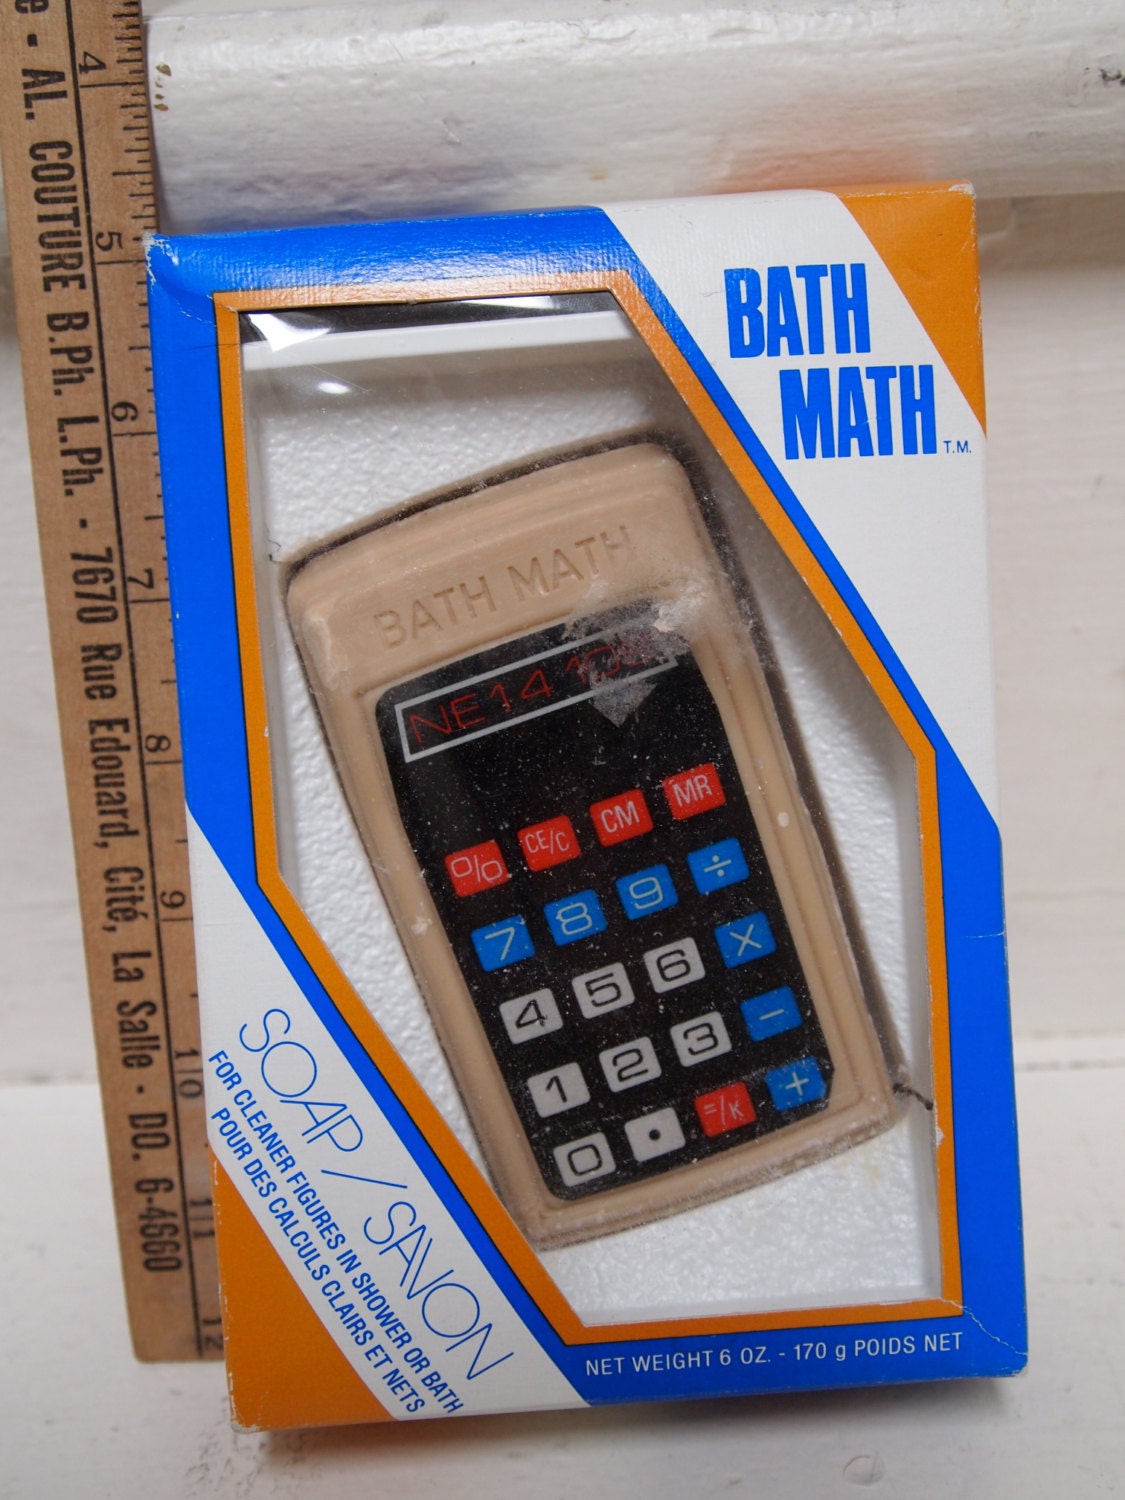 BATH
MATH T.M.
BATH MATH
NE14 10
% CE/C CM MR
7 8 9 ÷
4 5 6 ×
1 2 3 −
0 . =/K +
SOAP / SAVON
FOR CLEANER FIGURES IN SHOWER OR BATH
POUR DES CALCULS CLAIRS ET NETS
NET WEIGHT 6 OZ. - 170 g POIDS NET
AL. COUTURE B.Ph. L.Ph. - 7670 Rue Edouard, Cité, La Salle - DO. 6-4660
4
5
6
7
8
9
10
11
12